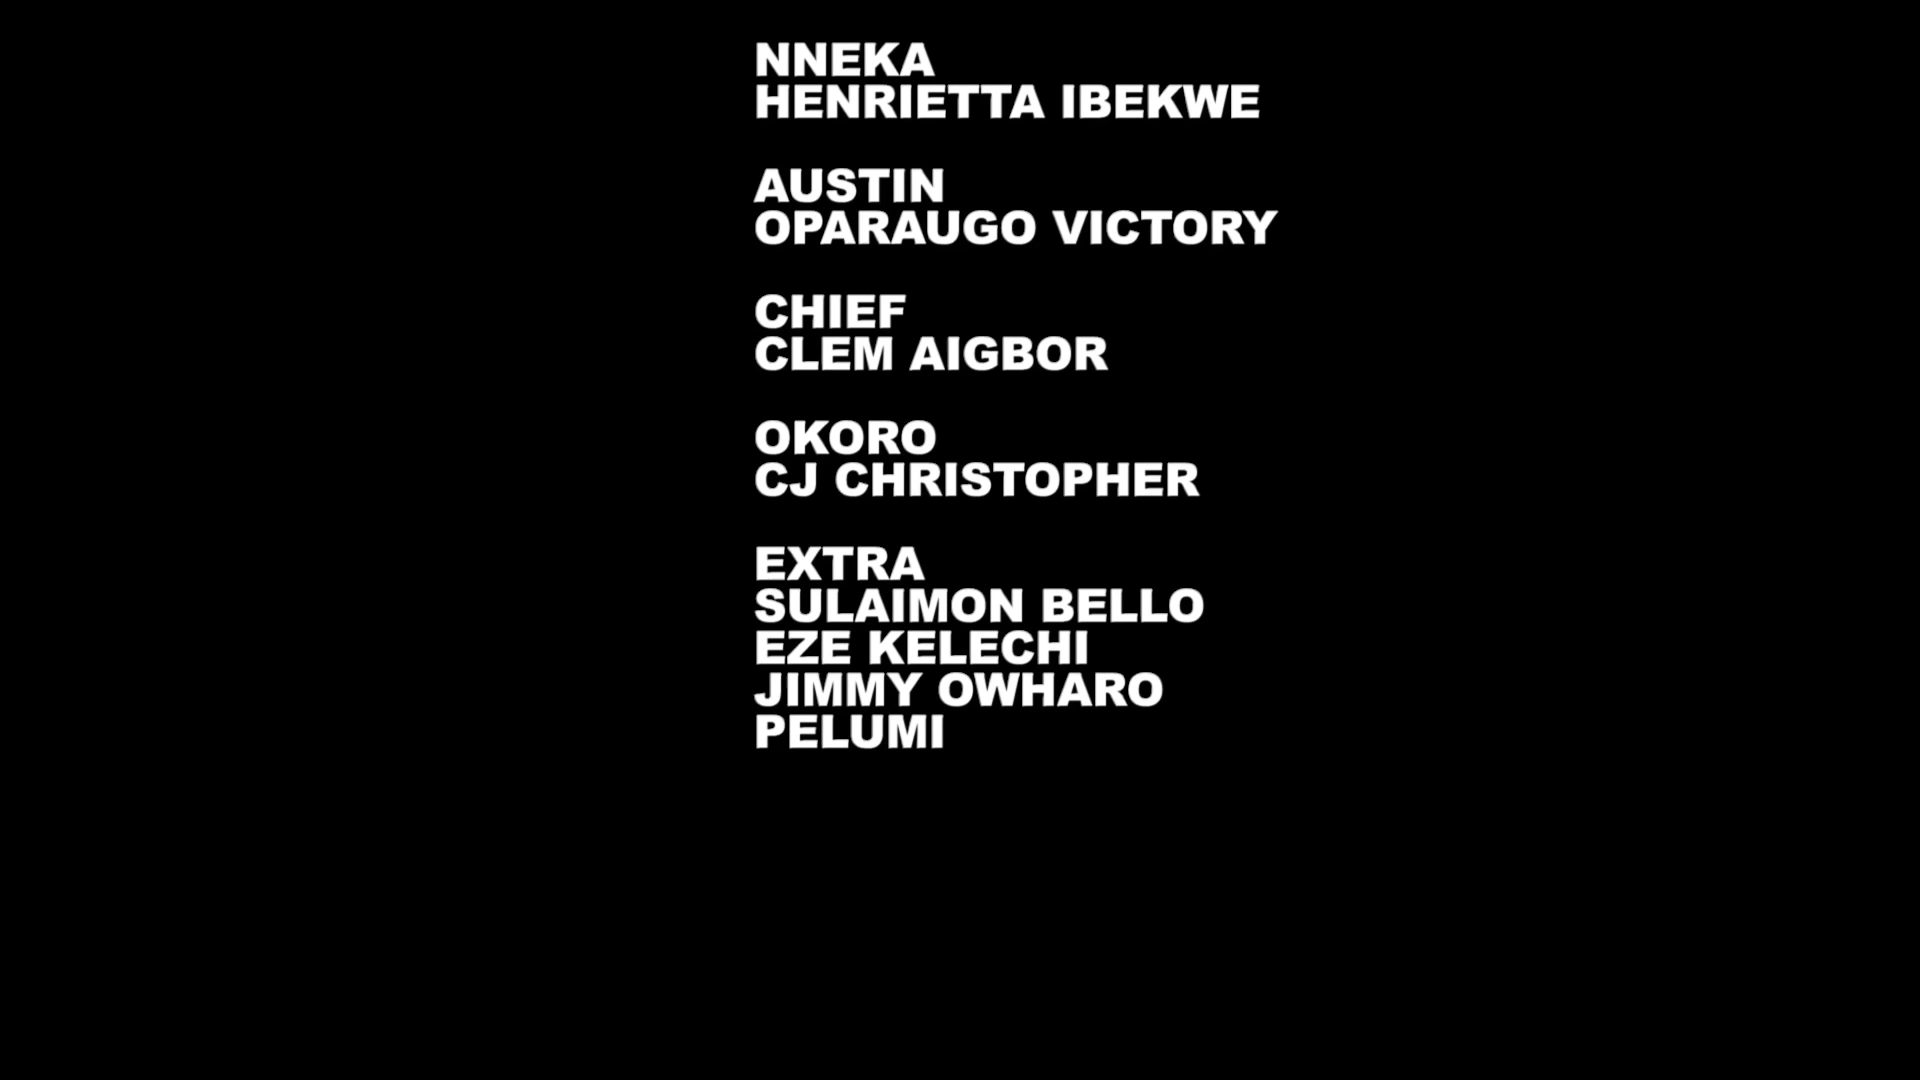 NNEKA
HENRIETTA IBEKWE
AUSTIN
OPARAUGO VICTORY
CHIEF
CLEM AIGBOR
OKORO
CJ CHRISTOPHER
EXTRA
SULAIMON BELLO
EZE KELECHI
JIMMY OWHARO
PELUMI